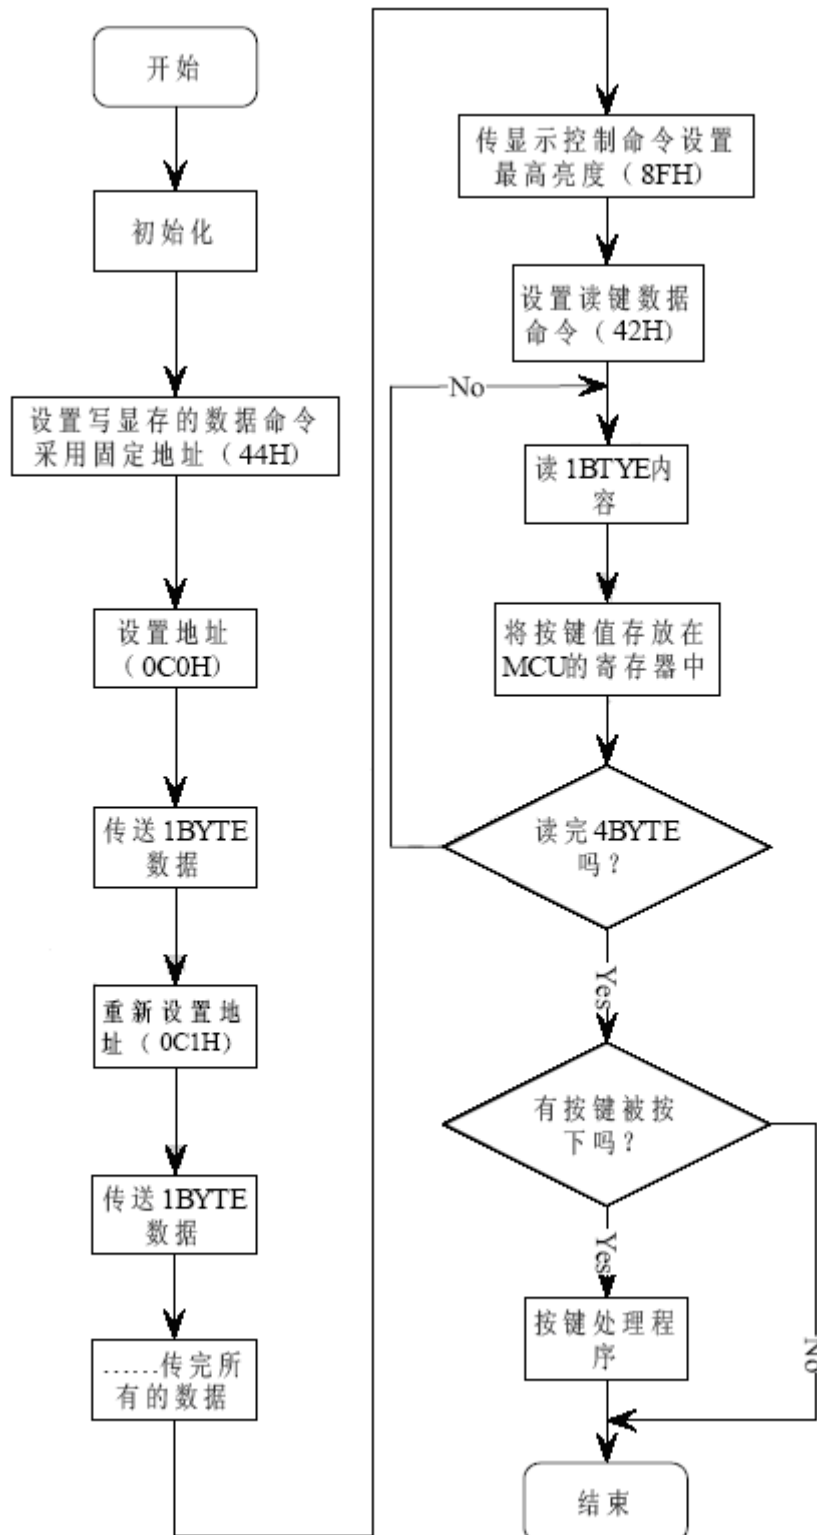 开始
初始化
设置写显存的数据命令
采用固定地址（44H）
设置地址
（0C0H）
传送1BYTE
数据
重新设置地
址（0C1H）
传送1BYTE
数据
……传完所
有的数据
传显示控制命令设置
最高亮度（8FH）
设置读键数据
命令（42H）
No
读1BTYE内
容
将按键值存放在
MCU的寄存器中
读完4BYTE
吗？
Yes
有按键被按
下吗？
Yes
No
按键处理程
序
结束